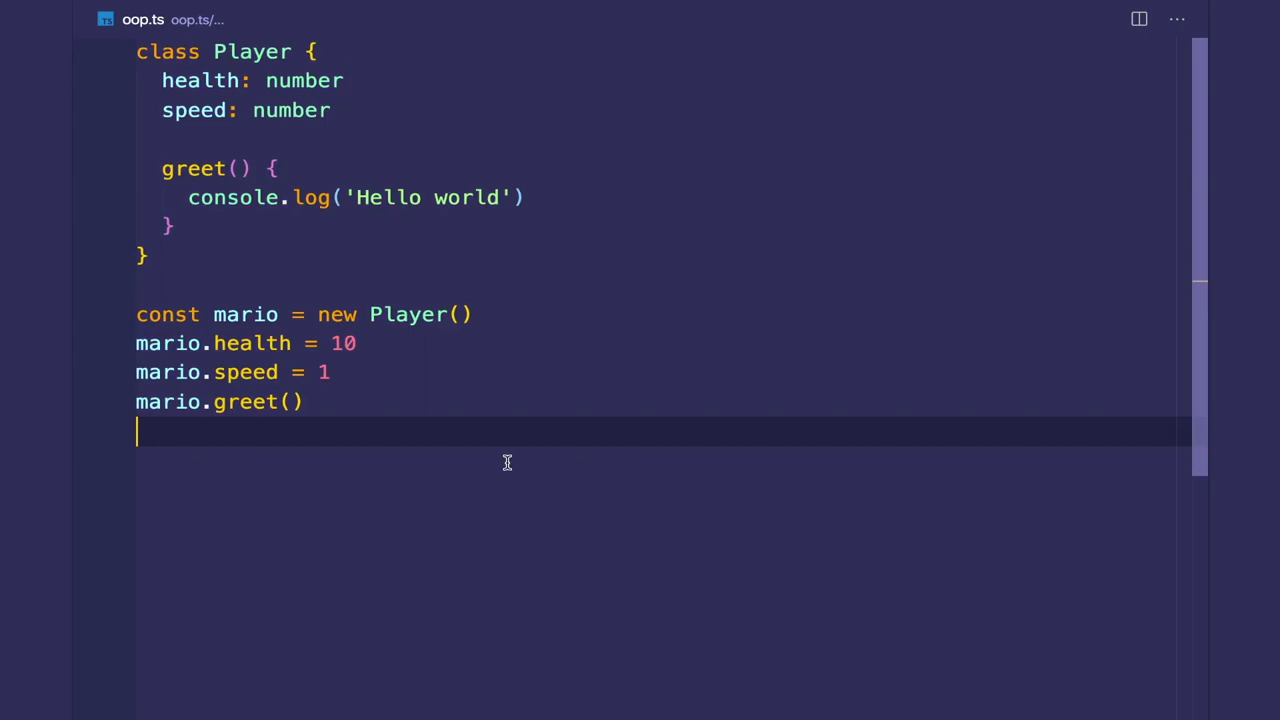 TS oop.ts oop.ts/...
class Player {
  health: number
  speed: number

  greet() {
    console.log('Hello world')
  }
}

const mario = new Player()
mario.health = 10
mario.speed = 1
mario.greet()